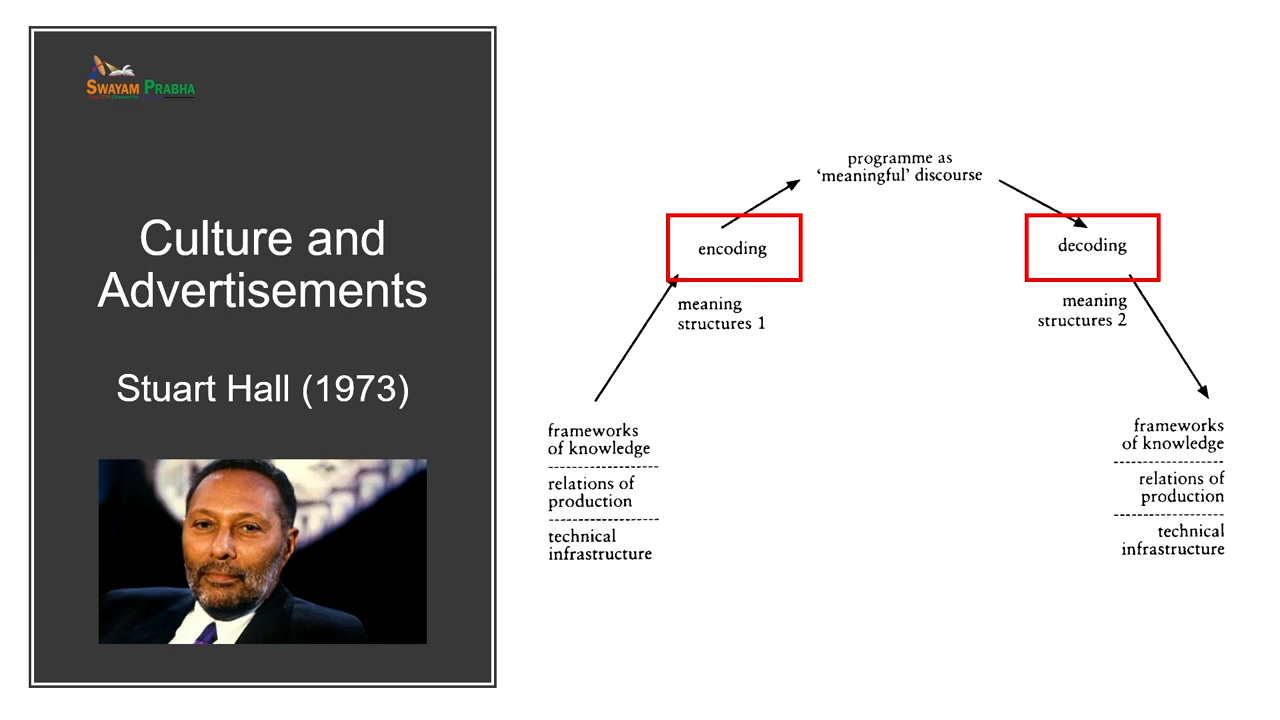 SWAYAM PRABHA
Culture and
Advertisements
Stuart Hall (1973)
programme as
‘meaningful’ discourse
encoding
decoding
meaning
structures 1
meaning
structures 2
frameworks
of knowledge
relations of
production
technical
infrastructure
frameworks
of knowledge
relations of
production
technical
infrastructure